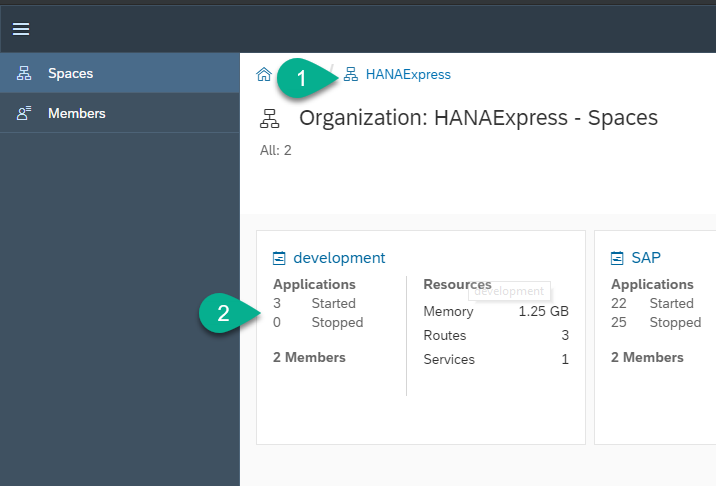 Spaces
Members
1
HANAExpress
Organization: HANAExpress - Spaces
All: 2
development
Applications
3 Started
0 Stopped
2 Members
2
Resources
development
Memory 1.25 GB
Routes 3
Services 1
SAP
Applications
22 Started
25 Stopped
2 Members